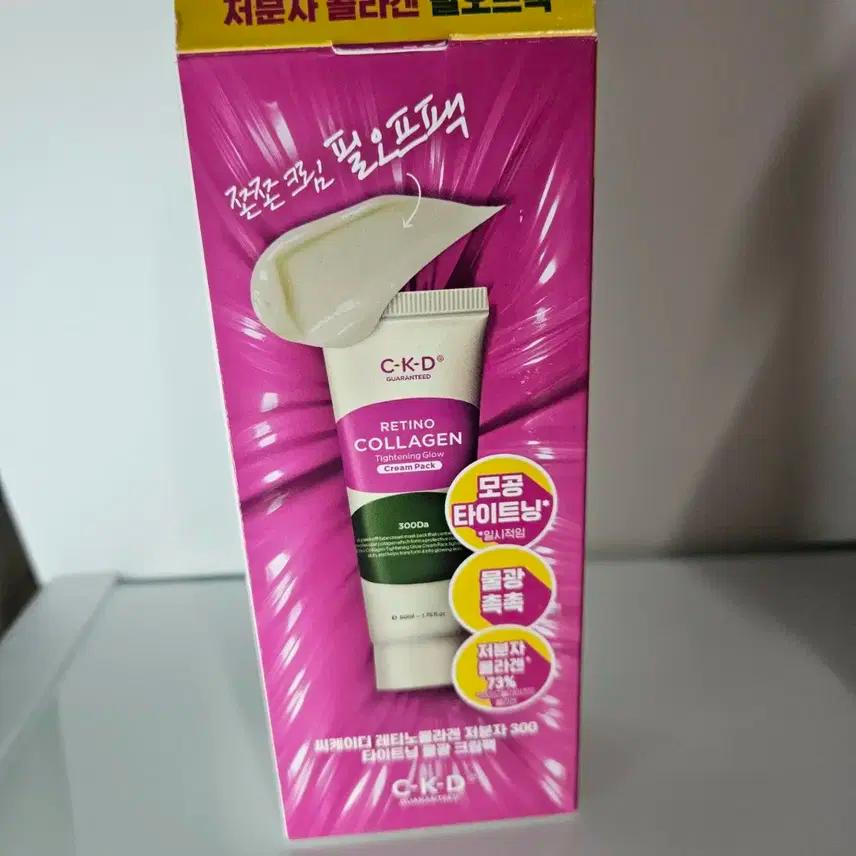 저분자 콜라겐 필오프팩
쫀쫀 크림 필오프팩
C-K-D®
GUARANTEED
RETINO
COLLAGEN
Tightening Glow
Cream Pack
300Da
모공
타이트닝*
*일시적임
물광
촉촉
저분자
콜라겐*
73%
씨케이디 레티노콜라겐 저분자 300
타이트닝 물광 크림팩
C-K-D®
GUARANTEED